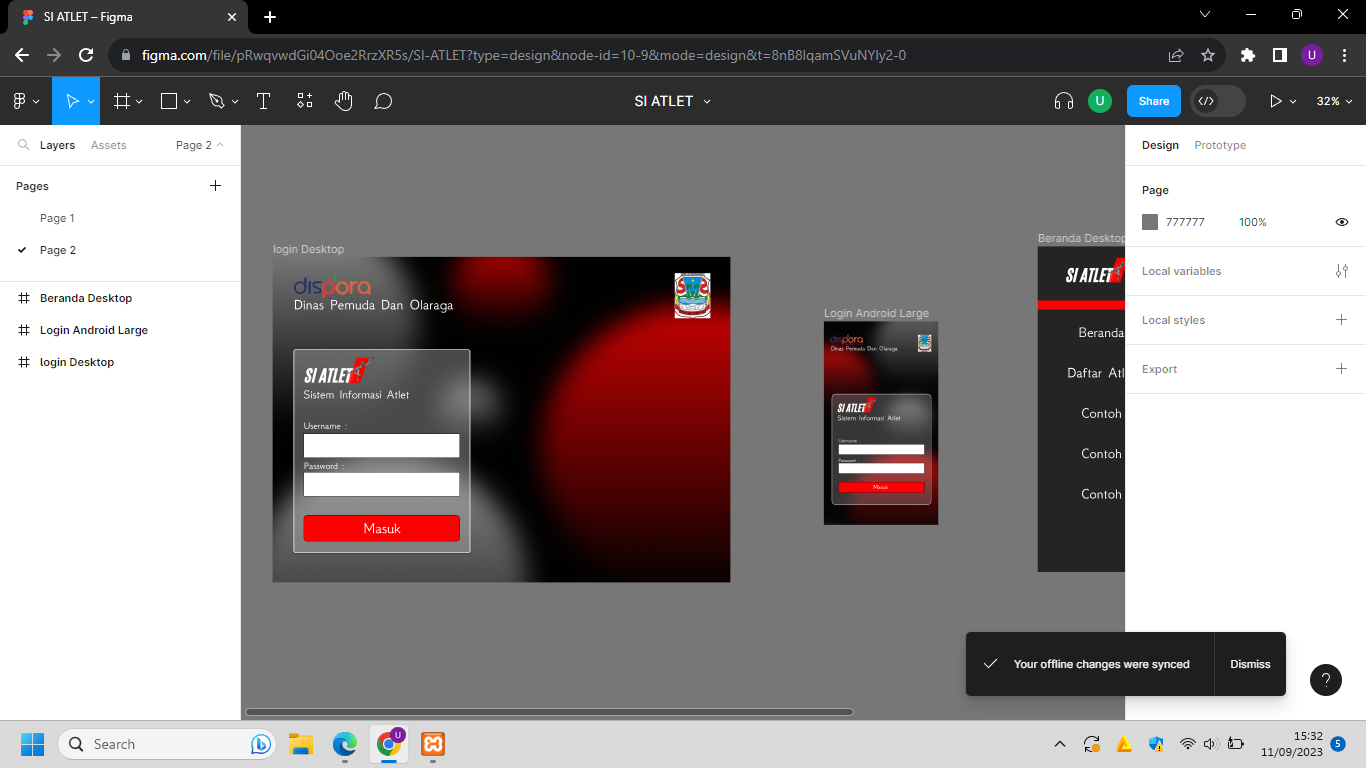 SI ATLET – Figma
figma.com/file/pRwqvwdGi04Ooe2RrzXR5s/SI-ATLET?type=design&node-id=10-9&mode=design&t=8nB8lqamSVuNYIy2-0
U
SI ATLET
U
Share
32%
Layers
Assets
Page 2
Pages
Page 1
Page 2
Beranda Desktop
Login Android Large
login Desktop
login Desktop
dispora
Dinas Pemuda Dan Olaraga
SI ATLET
Sistem Informasi Atlet
Username :
Password :
Masuk
Login Android Large
dispora
Dinas Pemuda Dan Olaraga
SI ATLET
Sistem Informasi Atlet
Username :
Password :
Masuk
Beranda Desktop
SI ATLET
Beranda
Daftar Atl
Contoh
Contoh
Contoh
Design
Prototype
Page
777777
100%
Local variables
Local styles
Export
Your offline changes were synced
Dismiss
?
Search
U
15:32
11/09/2023
5